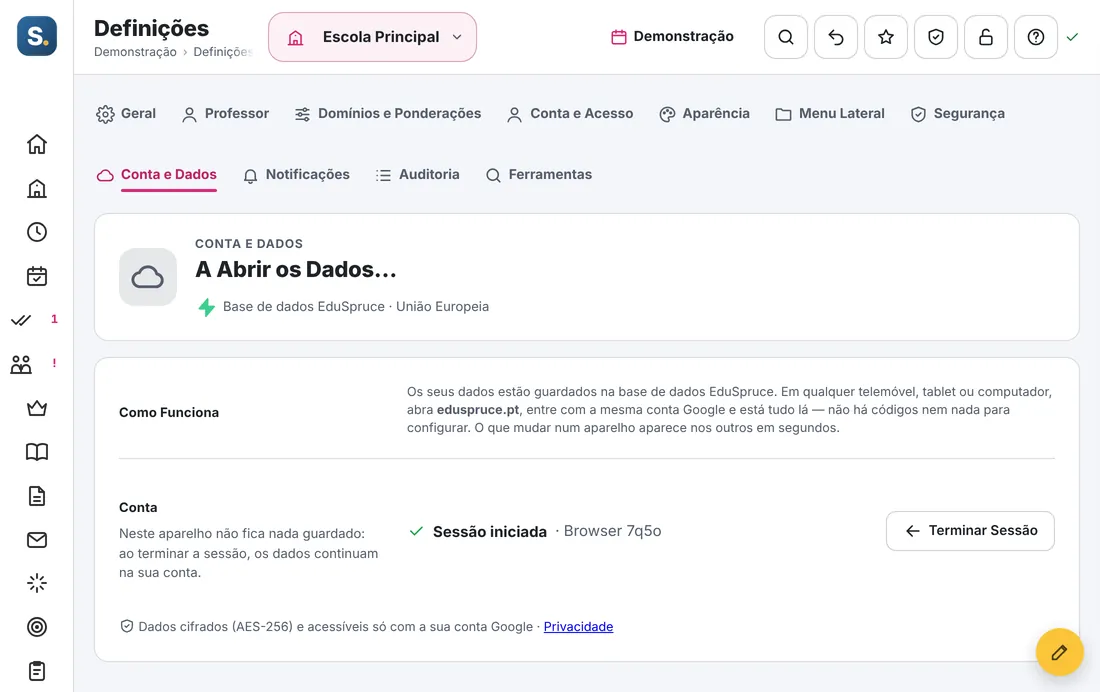 S.
Definições
Demonstração › Definições
Escola Principal
Demonstração
Geral
Professor
Domínios e Ponderações
Conta e Acesso
Aparência
Menu Lateral
Segurança
Conta e Dados
Notificações
Auditoria
Ferramentas
1
!
CONTA E DADOS
A Abrir os Dados...
Base de dados EduSpruce · União Europeia
Como Funciona
Os seus dados estão guardados na base de dados EduSpruce. Em qualquer telemóvel, tablet ou computador,
abra eduspruce.pt, entre com a mesma conta Google e está tudo lá — não há códigos nem nada para
configurar. O que mudar num aparelho aparece nos outros em segundos.
Conta
Neste aparelho não fica nada guardado:
ao terminar a sessão, os dados continuam
na sua conta.
Sessão iniciada · Browser 7q5o
Terminar Sessão
Dados cifrados (AES-256) e acessíveis só com a sua conta Google · Privacidade